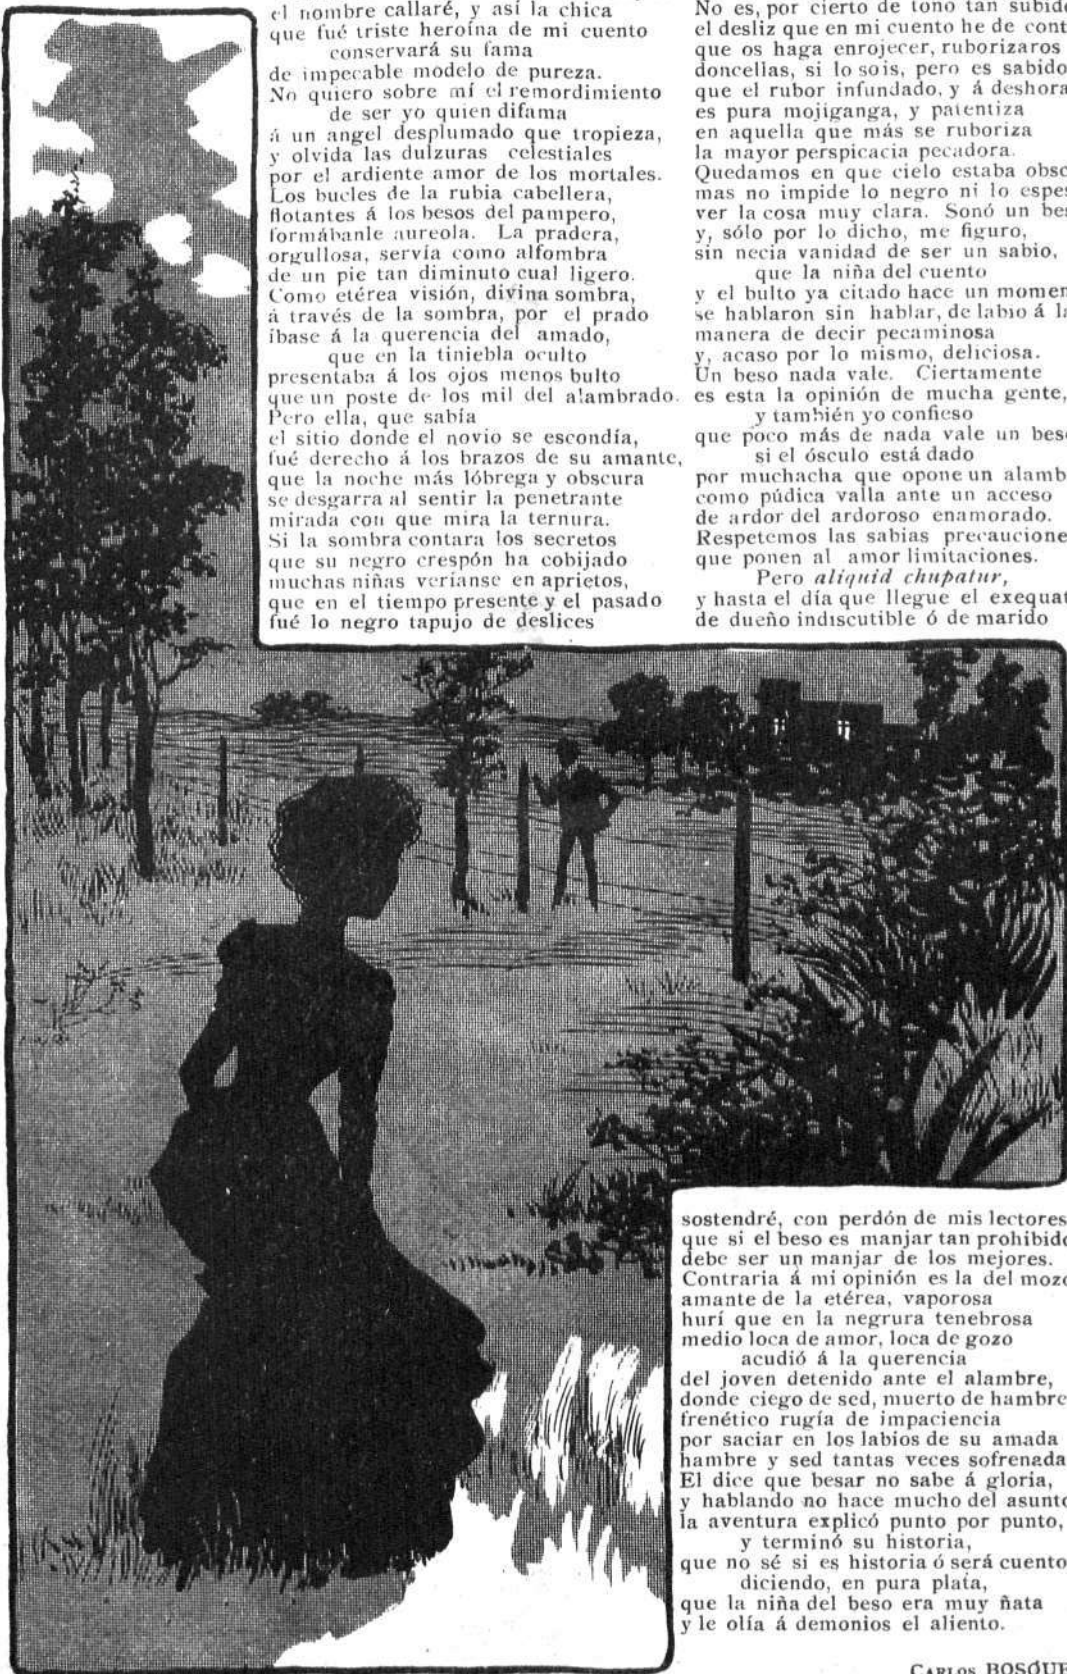 el nombre callaré, y así la chica
que fué triste heroína de mi cuento
conservará su fama
de impecable modelo de pureza.
No quiero sobre mí el remordimiento
de ser yo quien difama
á un angel desplumado que tropieza,
y olvida las dulzuras celestiales
por el ardiente amor de los mortales.
Los bucles de la rubia cabellera,
flotantes á los besos del pampero,
formábanle aureola. La pradera,
orgullosa, servía como alfombra
de un pie tan diminuto cual ligero.
Como etérea visión, divina sombra,
á través de la sombra, por el prado
íbase á la querencia del amado,
que en la tiniebla oculto
presentaba á los ojos menos bulto
que un poste de los mil del alambrado.
Pero ella, que sabía
el sitio donde el novio se escondía,
fué derecho á los brazos de su amante,
que la noche más lóbrega y obscura
se desgarra al sentir la penetrante
mirada con que mira la ternura.
Si la sombra contara los secretos
que su negro crespón ha cobijado
muchas niñas veríanse en aprietos,
que en el tiempo presente y el pasado
fué lo negro tapujo de deslices
No es, por cierto de tono tan subido
el desliz que en mi cuento he de cont
que os haga enrojecer, ruborizaros
doncellas, si lo sois, pero es sabido
que el rubor infundado, y á deshora
es pura mojiganga, y patentiza
en aquella que más se ruboriza
la mayor perspicacia pecadora.
Quedamos en que cielo estaba obsc
mas no impide lo negro ni lo espes
ver la cosa muy clara. Sonó un bes
y, sólo por lo dicho, me figuro,
sin necia vanidad de ser un sabio,
que la niña del cuento
y el bulto ya citado hace un momen
se hablaron sin hablar, de labio á la
manera de decir pecaminosa
y, acaso por lo mismo, deliciosa.
Un beso nada vale. Ciertamente
es esta la opinión de mucha gente,
y también yo confieso
que poco más de nada vale un beso
si el ósculo está dado
por muchacha que opone un alamb
como púdica valla ante un acceso
de ardor del ardoroso enamorado.
Respetemos las sabias precaucione
que ponen al amor limitaciones.
Pero aliquid chupatur,
y hasta el día que llegue el exequat
de dueño indiscutible ó de marido
sostendré, con perdón de mis lectores
que si el beso es manjar tan prohibido
debe ser un manjar de los mejores.
Contraria á mi opinión es la del mozo
amante de la etérea, vaporosa
hurí que en la negrura tenebrosa
medio loca de amor, loca de gozo
acudió á la querencia
del joven detenido ante el alambre,
donde ciego de sed, muerto de hambre
frenético rugía de impaciencia
por saciar en los labios de su amada
hambre y sed tantas veces sofrenada
El dice que besar no sabe á gloria,
y hablando no hace mucho del asunto
la aventura explicó punto por punto,
y terminó su historia,
que no sé si es historia ó será cuento
diciendo, en pura plata,
que la niña del beso era muy ñata
y le olía á demonios el aliento.
CARLOS BOSQUE